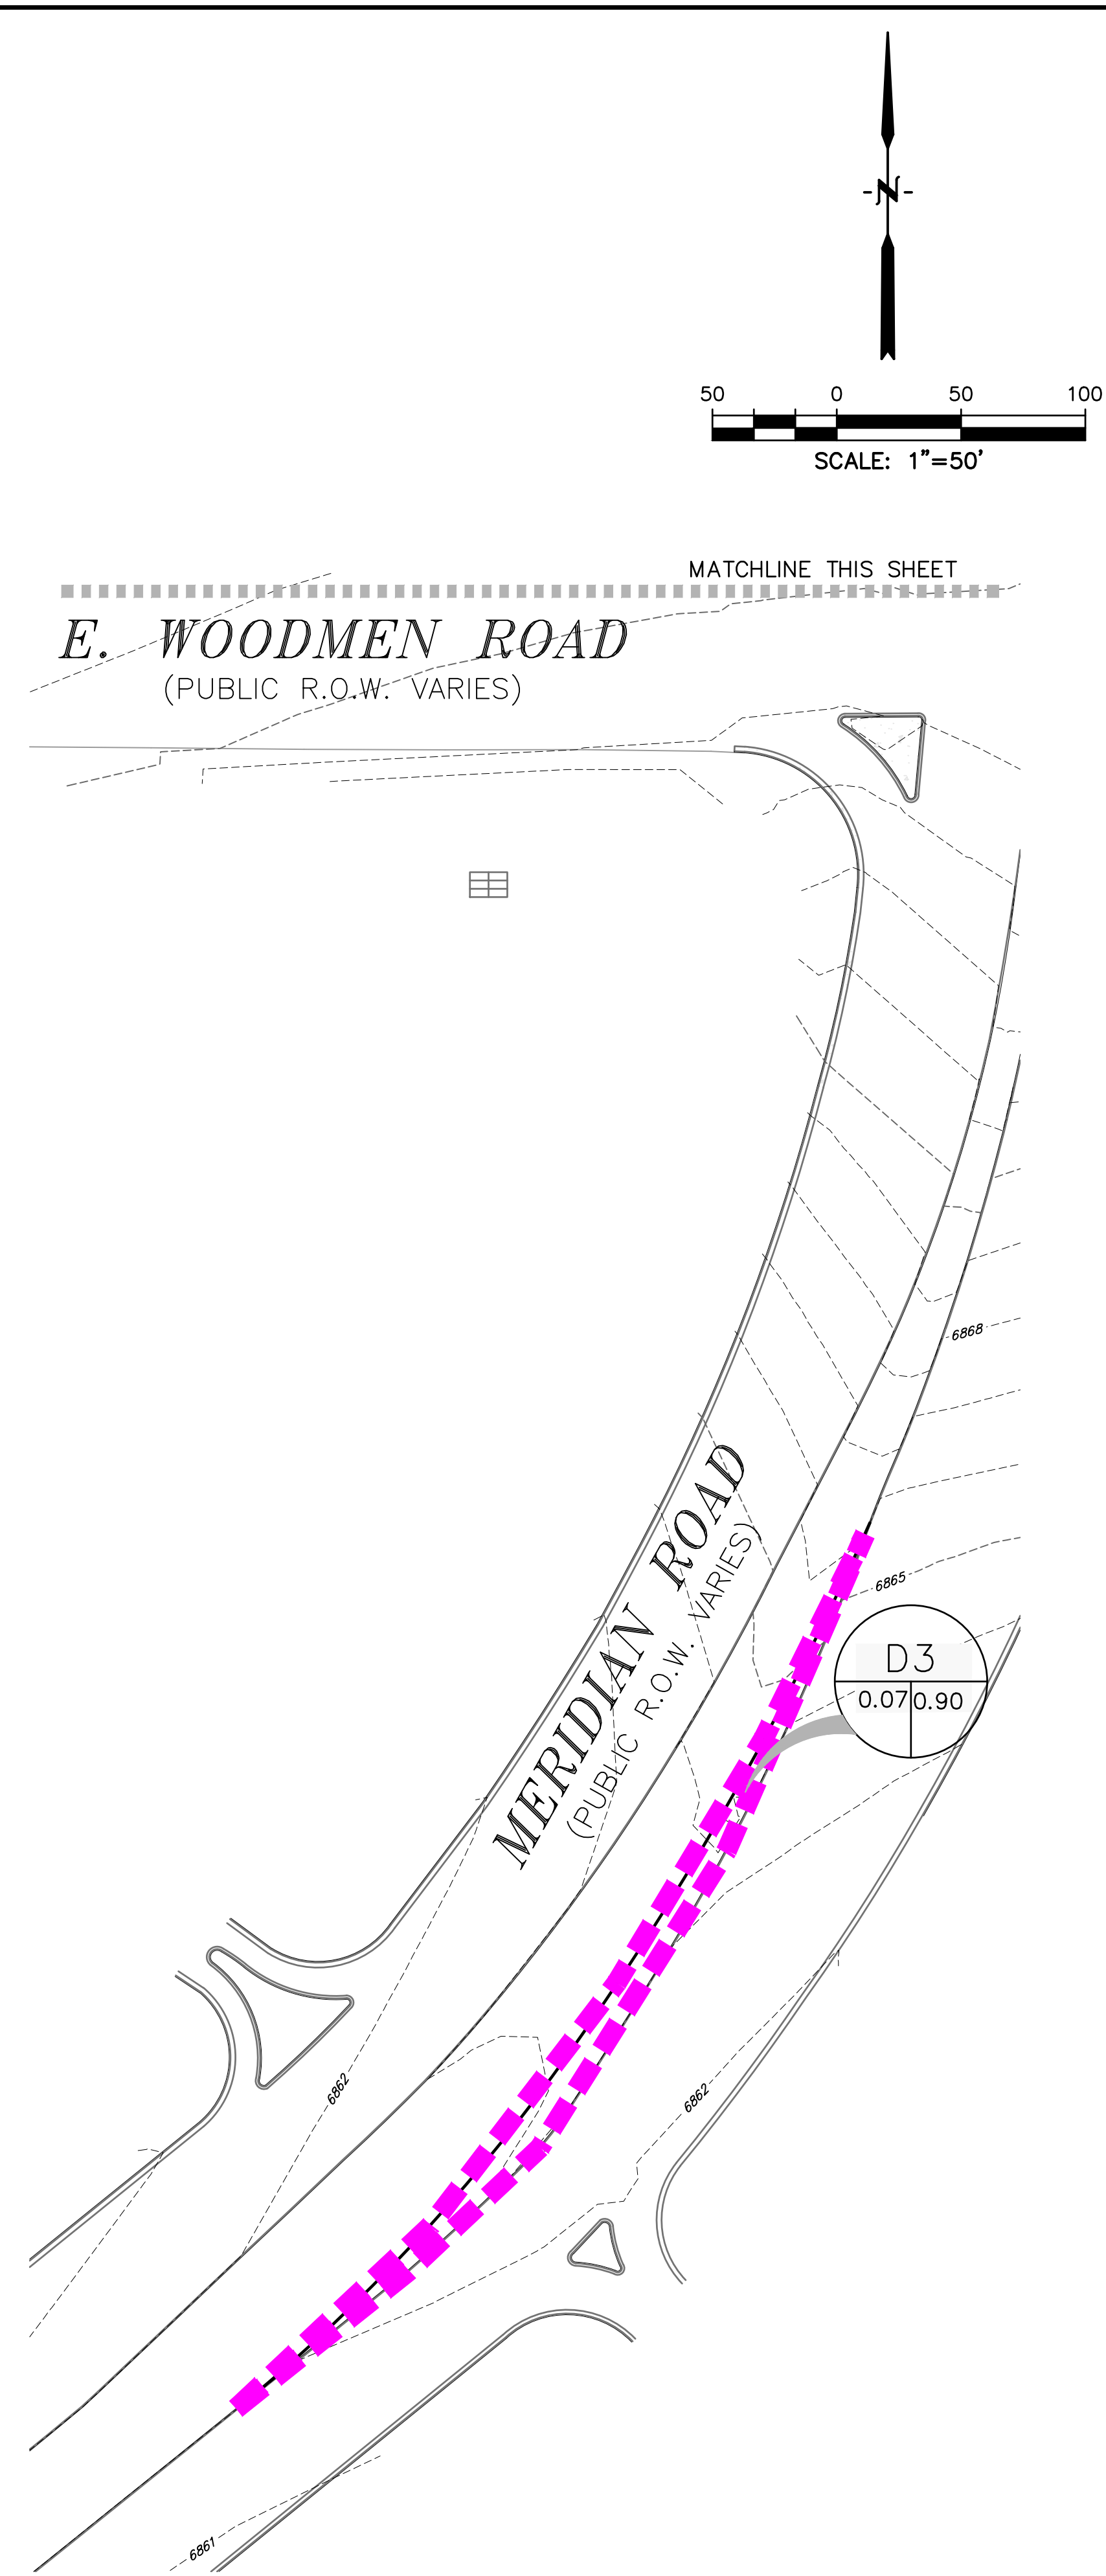 -N-
50 0 50 100
SCALE: 1"=50'
MATCHLINE THIS SHEET
E. WOODMEN ROAD
(PUBLIC R.O.W. VARIES)
6868
MERIDIAN ROAD
(PUBLIC R.O.W. VARIES)
6865
D3
0.07 0.90
6862
6862
6861